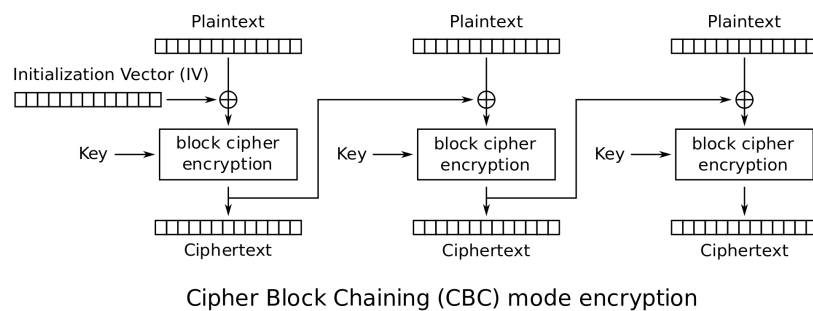 Plaintext
Plaintext
Plaintext
Initialization Vector (IV)
Key
block cipher
encryption
Key
block cipher
encryption
Key
block cipher
encryption
Ciphertext
Ciphertext
Ciphertext
Cipher Block Chaining (CBC) mode encryption